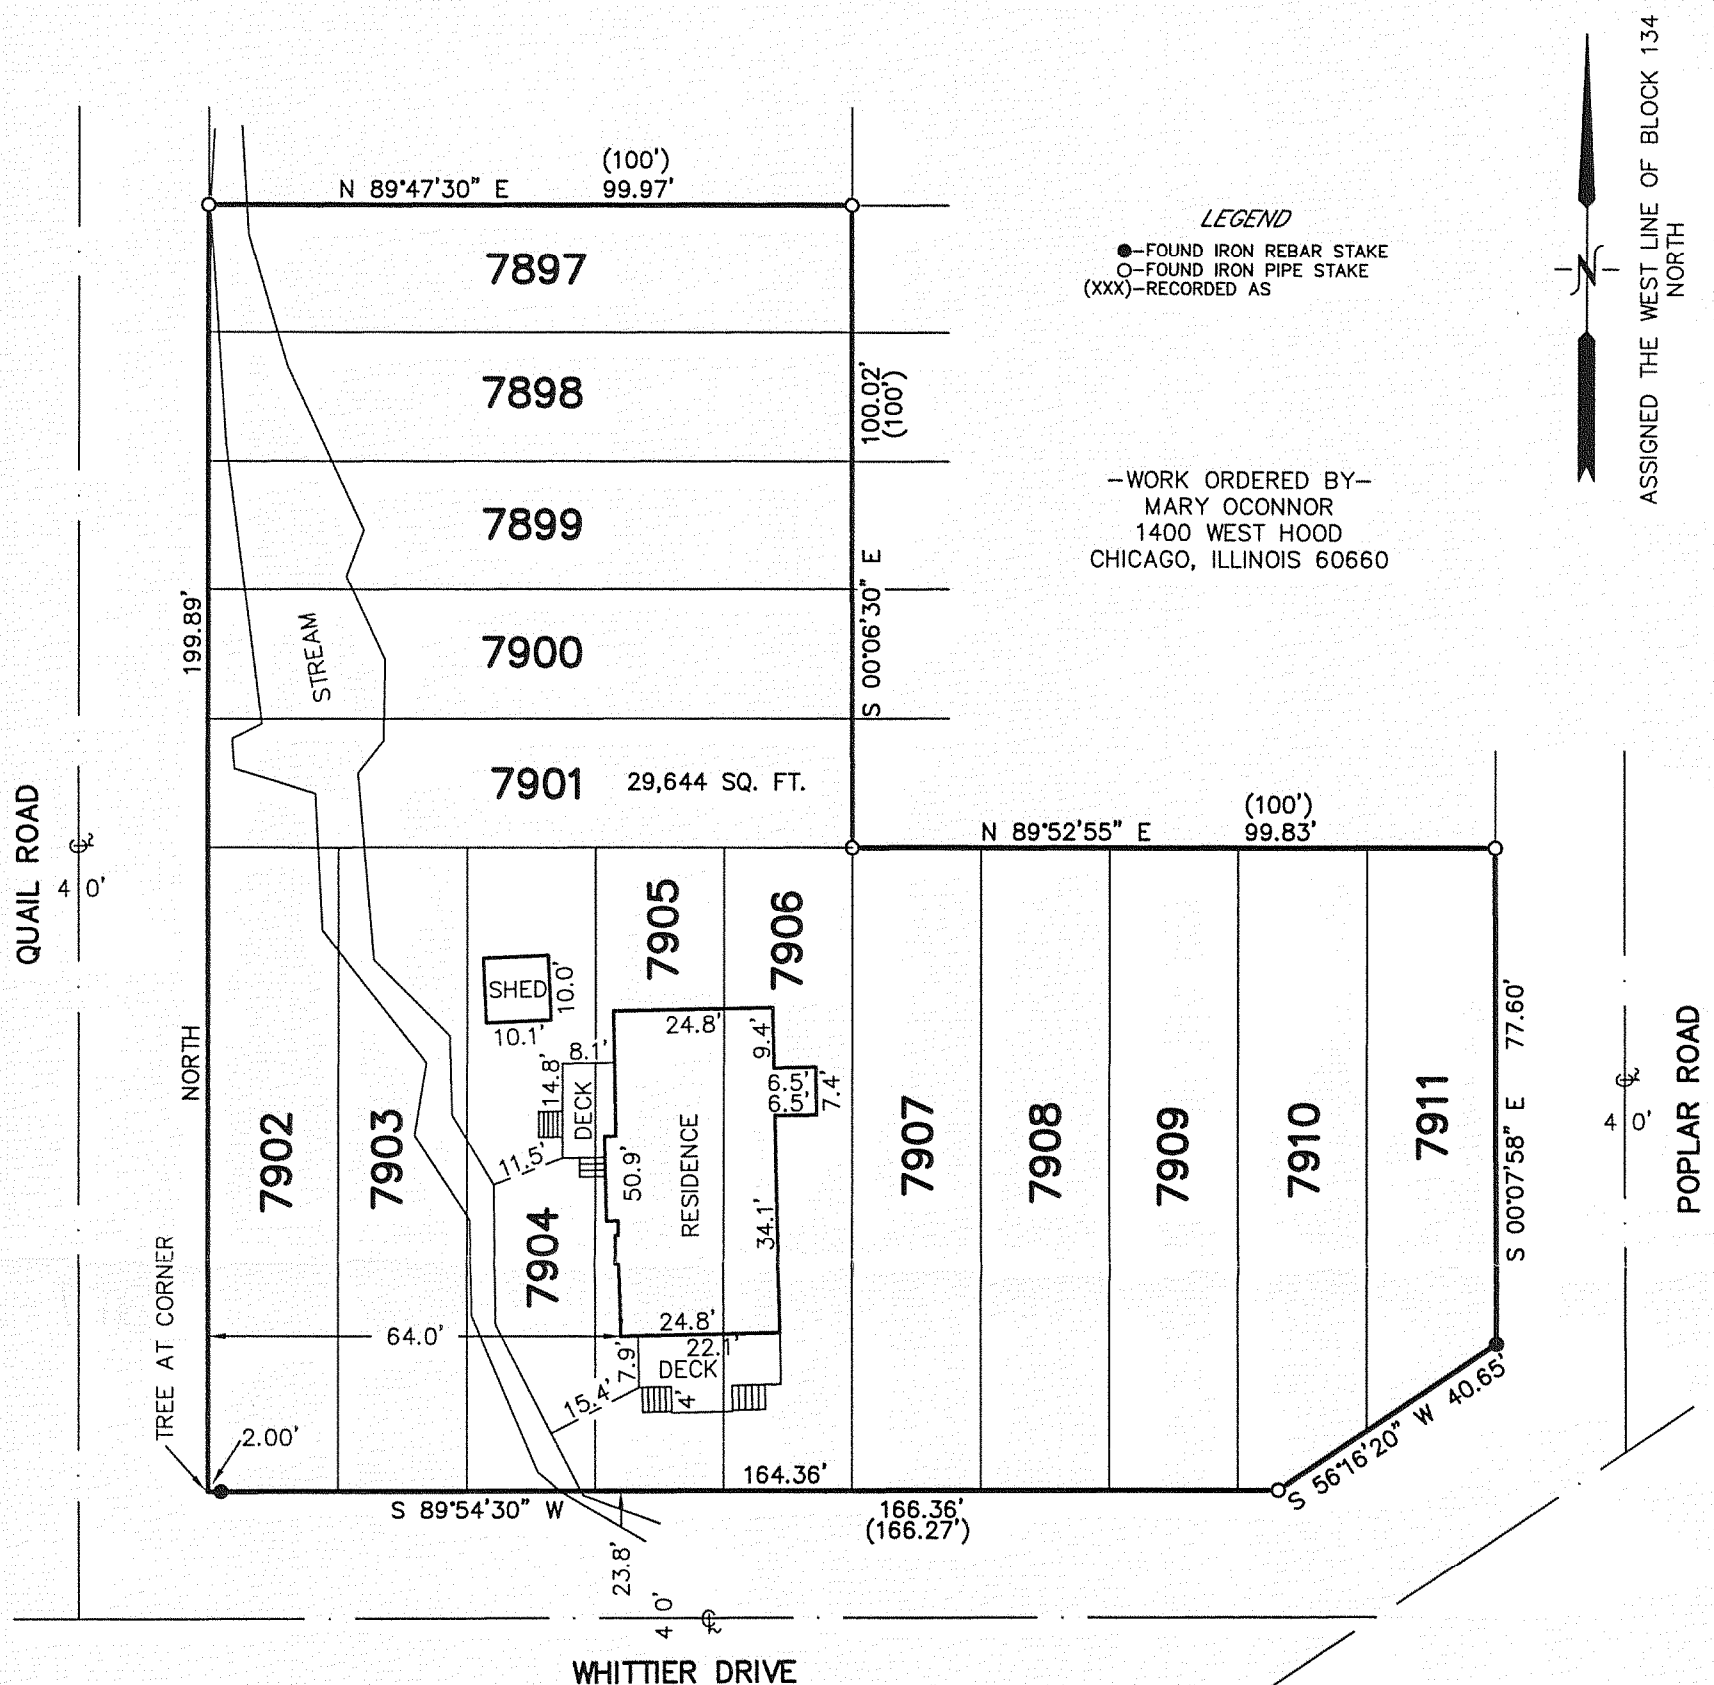 ASSIGNED THE WEST LINE OF BLOCK 134
NORTH
N
(100')
N 89°47'30" E 99.97'
LEGEND
●-FOUND IRON REBAR STAKE
○-FOUND IRON PIPE STAKE
(XXX)-RECORDED AS
7897
7898
100.02'
(100')
-WORK ORDERED BY-
MARY OCONNOR
1400 WEST HOOD
CHICAGO, ILLINOIS 60660
7899
S 00°06'30" E
199.89'
STREAM
7900
7901 29,644 SQ. FT.
(100')
N 89°52'55" E 99.83'
QUAIL ROAD
℄
40'
7905
7906
SHED
10.0'
10.1'
24.8'
9.4'
8.1'
14.8'
DECK
6.5'
6.5'
7.4'
NORTH
7902
7903
7904
11.5'
50.9'
RESIDENCE
34.1'
7907
7908
7909
7910
7911
S 00°07'58" E 77.60'
℄
40'
POPLAR ROAD
TREE AT CORNER
64.0'
24.8'
22.1'
7.9'
DECK
4'
15.4'
2.00'
S 56°16'20" W 40.65'
164.36'
S 89°54'30" W
166.36'
(166.27')
23.8'
40'
℄
WHITTIER DRIVE